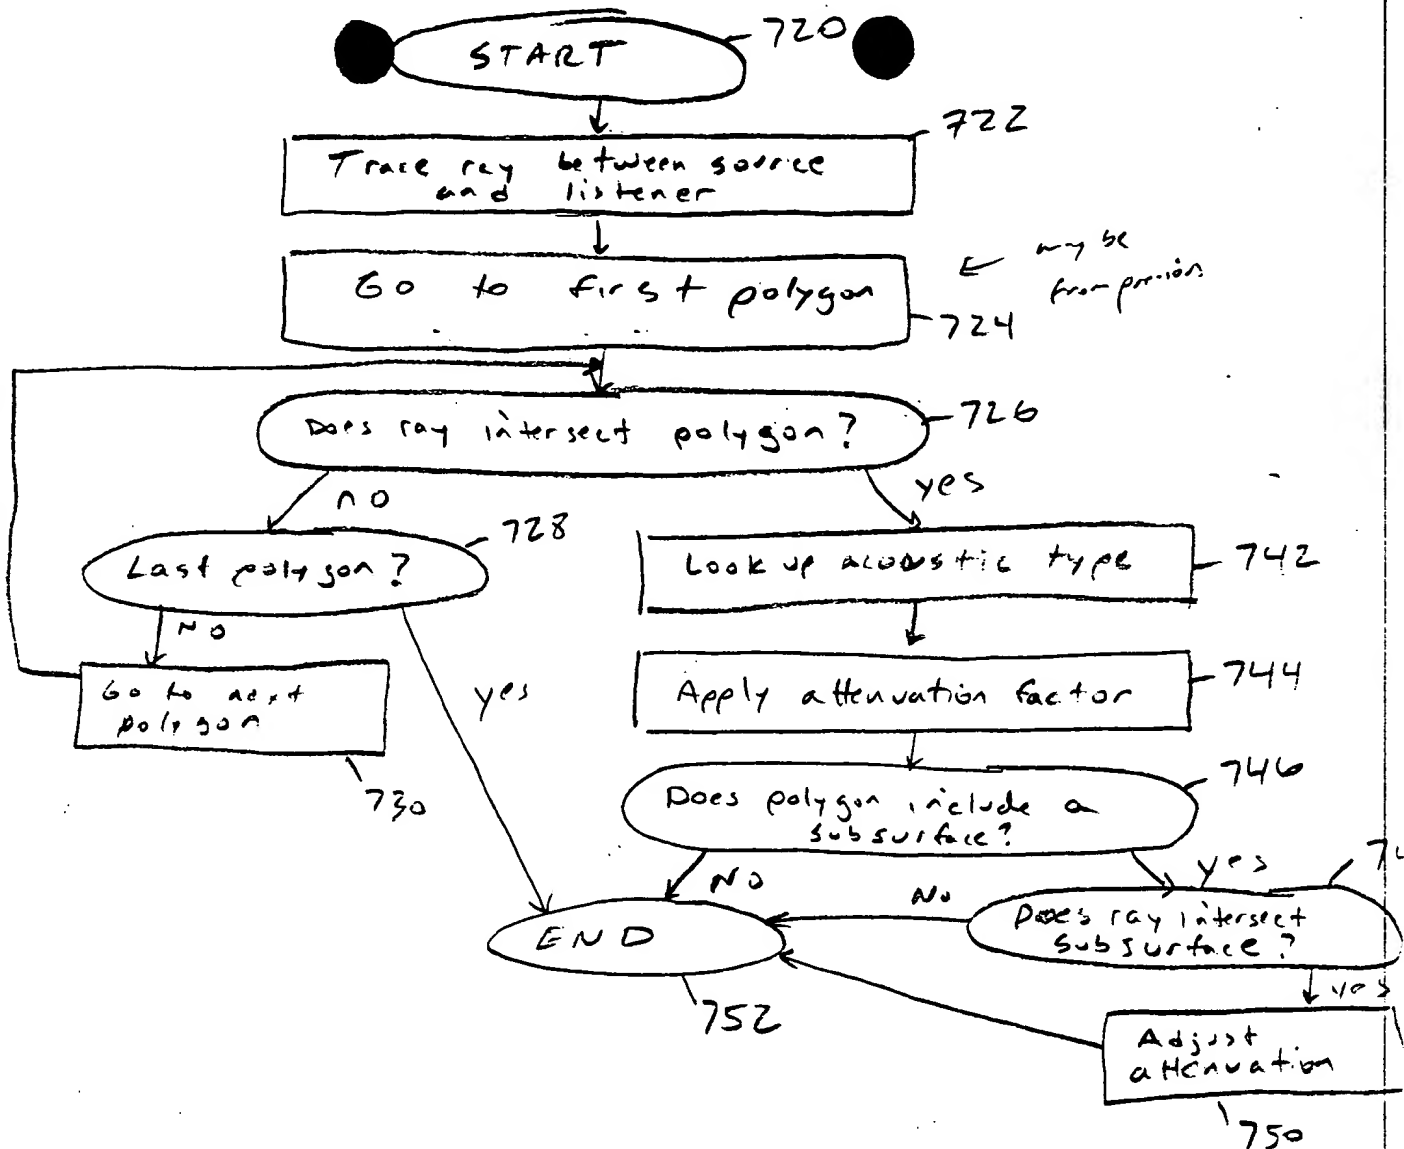 START
720
722
Trace ray between source
and listener
may be
Go to first polygon
724
Does ray intersect polygon?
726
no
yes
728
Last polygon?
Look up acoustic type
742
No
Go to next
polygon
yes
Apply attenuation factor
744
730
746
Does polygon include a
subsurface?
No
yes
No
Does ray intersect
subsurface?
END
yes
752
Adjust
attenuation
750